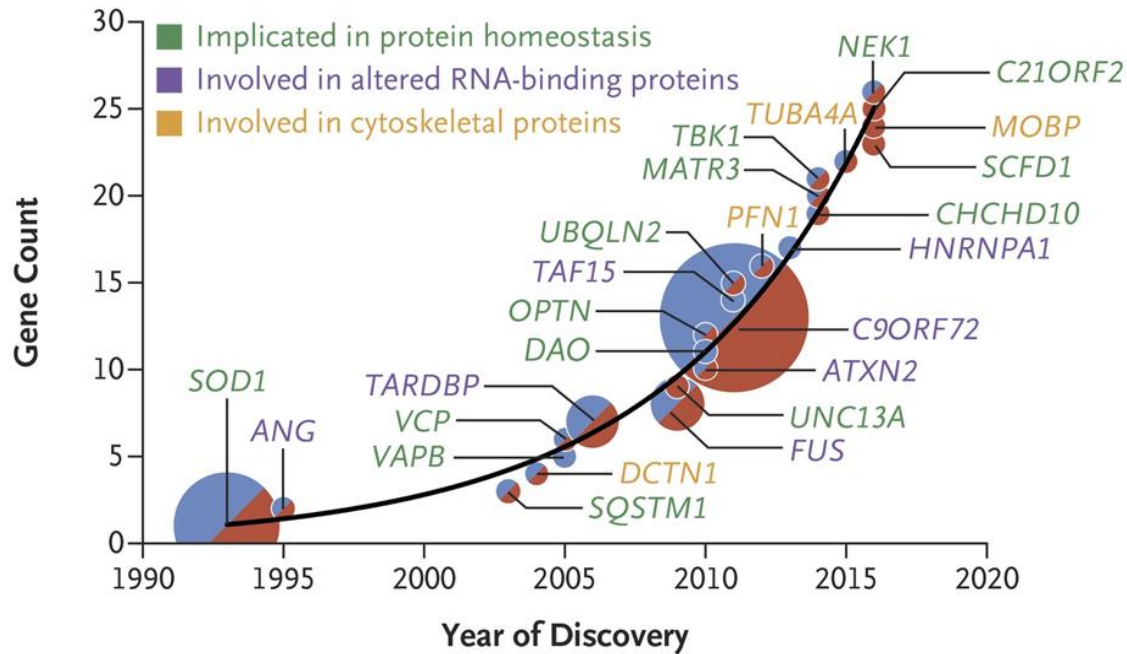 30
Implicated in protein homeostasis
Involved in altered RNA-binding proteins
Involved in cytoskeletal proteins
NEK1
C21ORF2
25
TUBA4A
MOBP
TBK1
SCFD1
MATR3
20
PFN1
CHCHD10
UBQLN2
HNRNPA1
TAF15
15
OPTN
C9ORF72
DAO
10
ATXN2
SOD1
TARDBP
UNC13A
VCP
ANG
FUS
VAPB
5
DCTN1
SQSTM1
0
Gene Count
1990 1995 2000 2005 2010 2015 2020
Year of Discovery